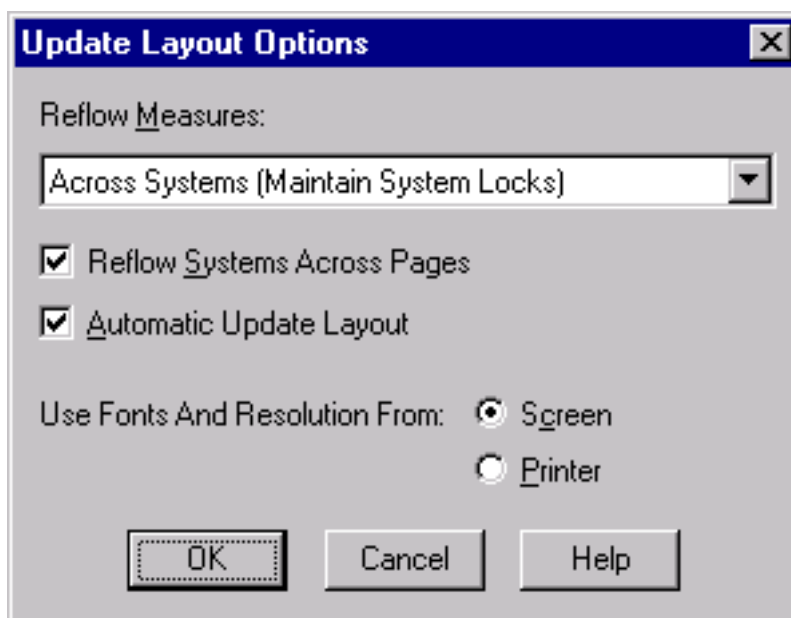 Update Layout Options
Reflow Measures:
Across Systems (Maintain System Locks)
Reflow Systems Across Pages
Automatic Update Layout
Use Fonts And Resolution From: Screen
Printer
OK Cancel Help